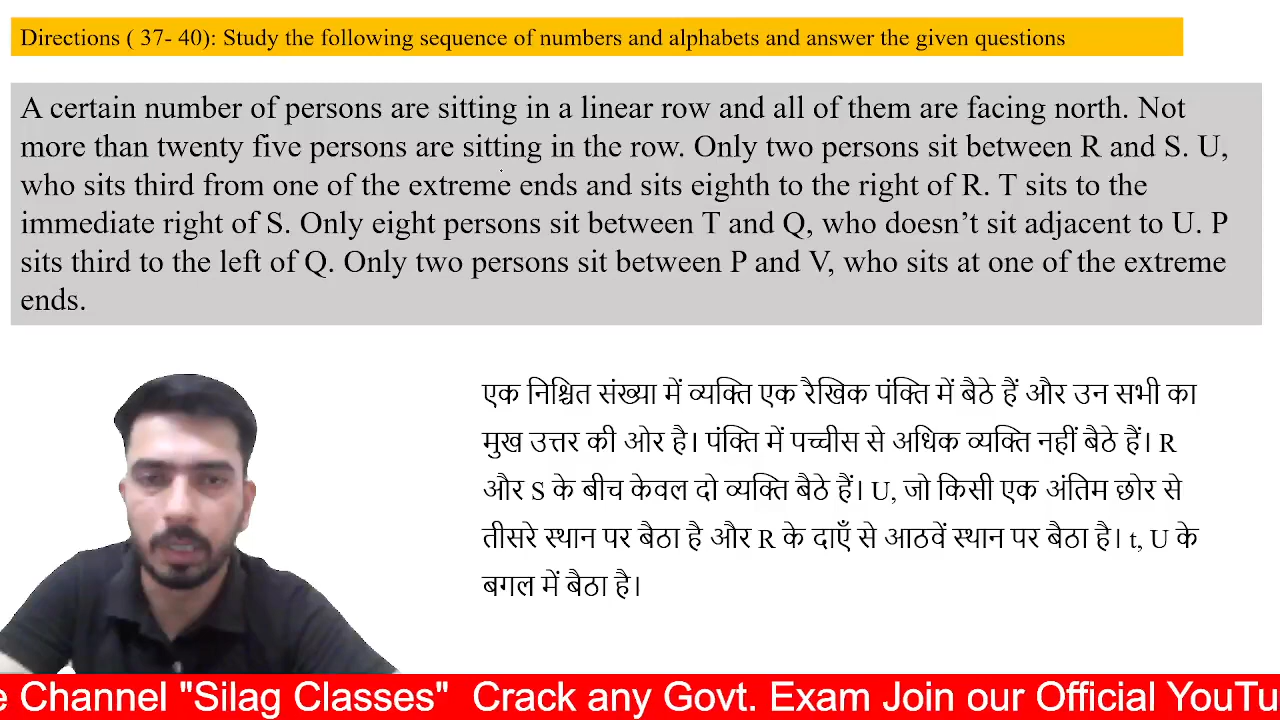 Directions ( 37- 40): Study the following sequence of numbers and alphabets and answer the given questions
A certain number of persons are sitting in a linear row and all of them are facing north. Not
more than twenty five persons are sitting in the row. Only two persons sit between R and S. U,
who sits third from one of the extreme ends and sits eighth to the right of R. T sits to the
immediate right of S. Only eight persons sit between T and Q, who doesn’t sit adjacent to U. P
sits third to the left of Q. Only two persons sit between P and V, who sits at one of the extreme
ends.
एक निश्चित संख्या में व्यक्ति एक रैखिक पंक्ति में बैठे हैं और उन सभी का
मुख उत्तर की ओर है। पंक्ति में पच्चीस से अधिक व्यक्ति नहीं बैठे हैं। R
और S के बीच केवल दो व्यक्ति बैठे हैं। U, जो किसी एक अंतिम छोर से
तीसरे स्थान पर बैठा है और R के दाएँ से आठवें स्थान पर बैठा है। t, U के
बगल में बैठा है।
e Channel "Silag Classes" Crack any Govt. Exam Join our Official YouTu